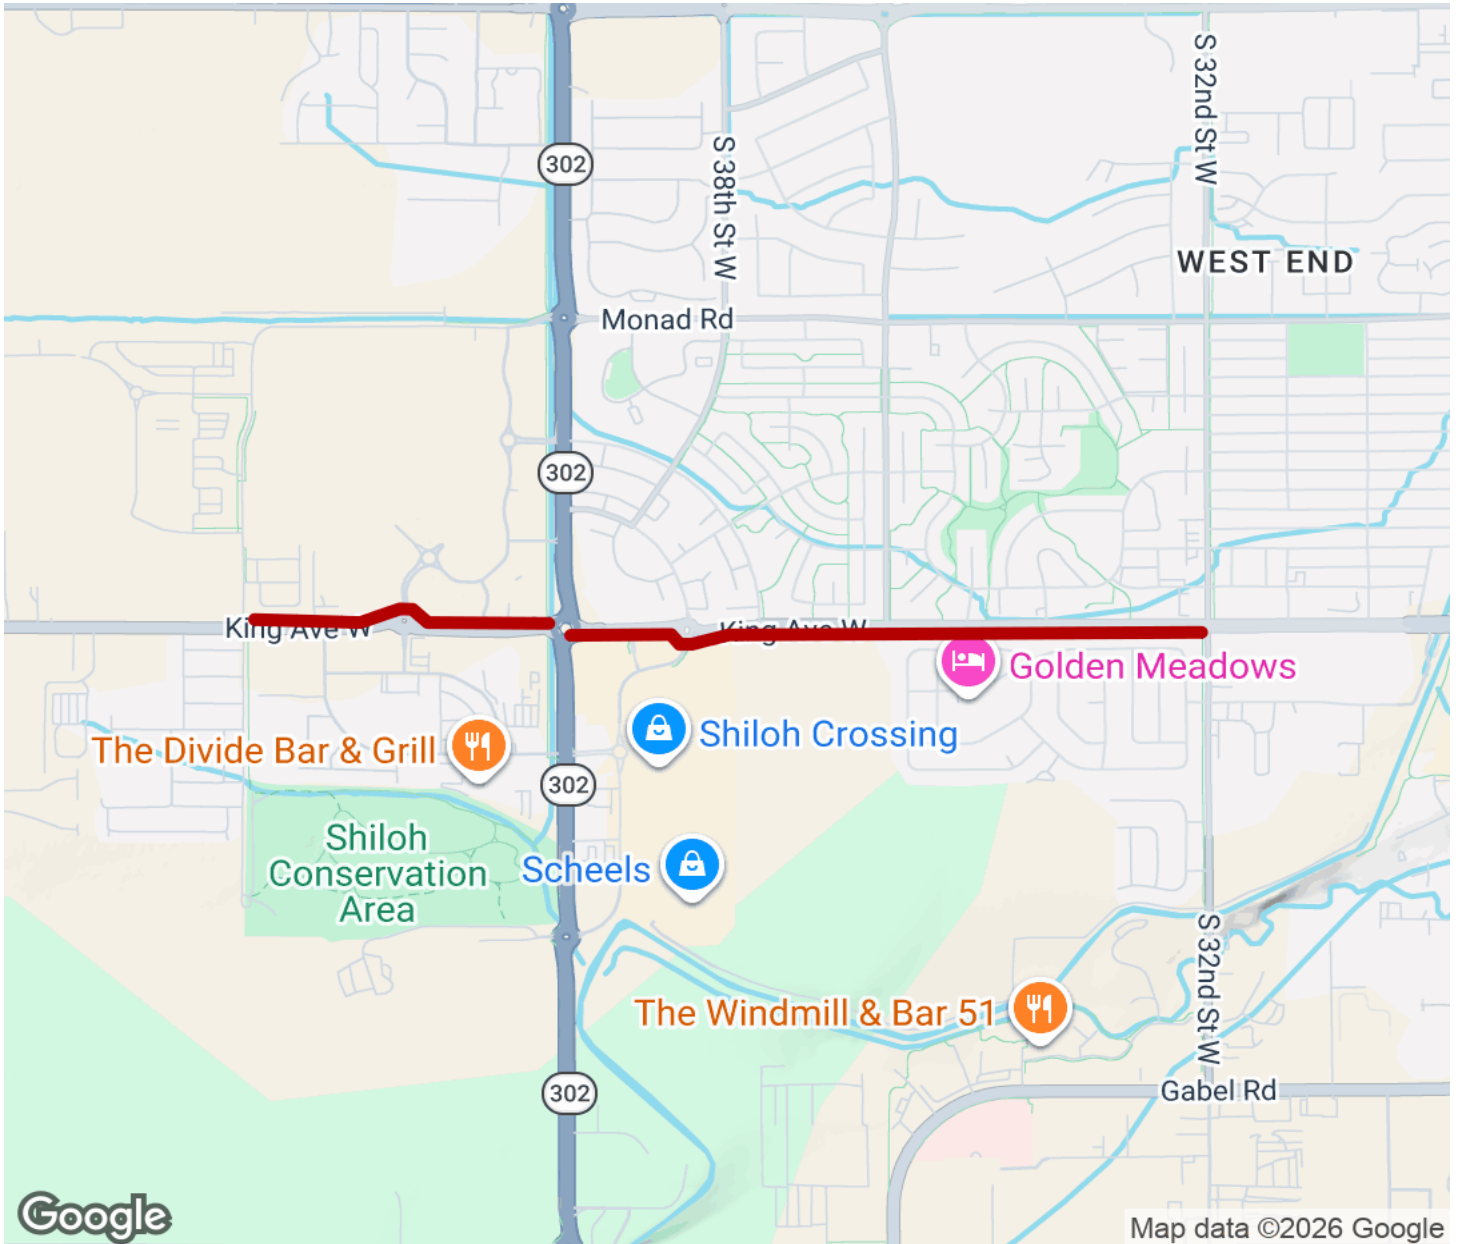 S 32nd St W
302
S 38th St W
WEST END
Monad Rd
302
King Ave W
King Ave W
Golden Meadows
Shiloh Crossing
The Divide Bar & Grill
302
Shiloh
Conservation
Area
Scheels
S 32nd St W
The Windmill & Bar 51
302
Gabel Rd
Google
Map data ©2026 Google